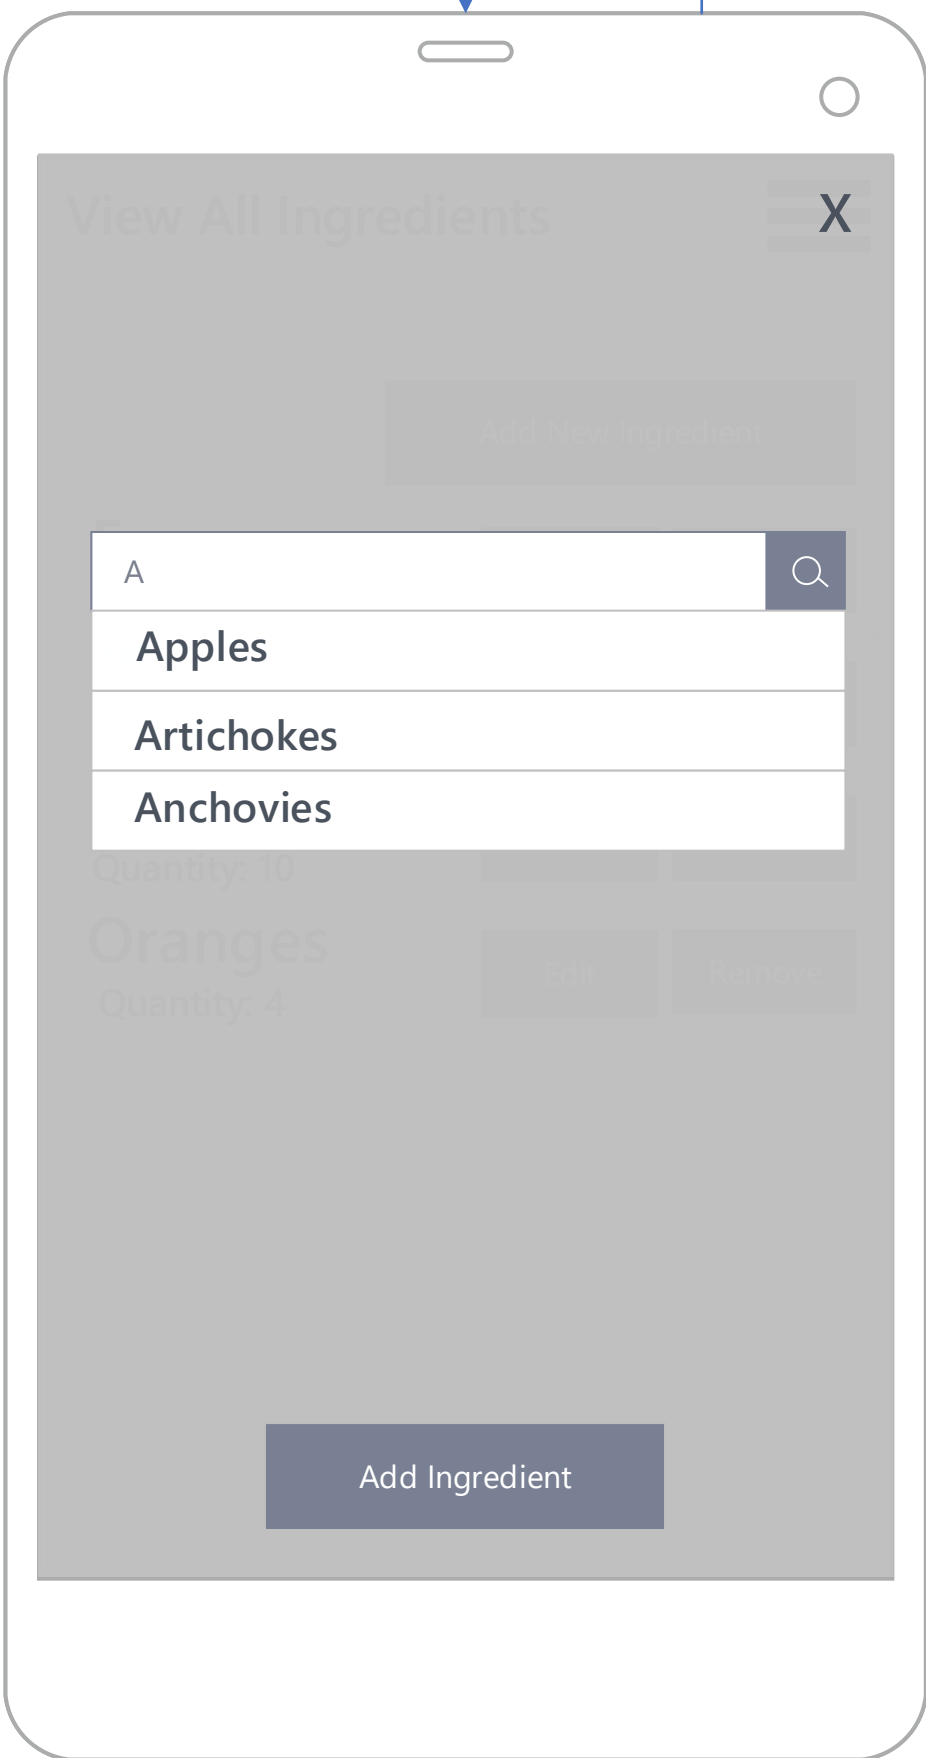 View All Ingredients
X
Add New Ingredient
A
Apples
Artichokes
Anchovies
Quantity: 10
Oranges
Edit Remove
Quantity: 4
Add Ingredient